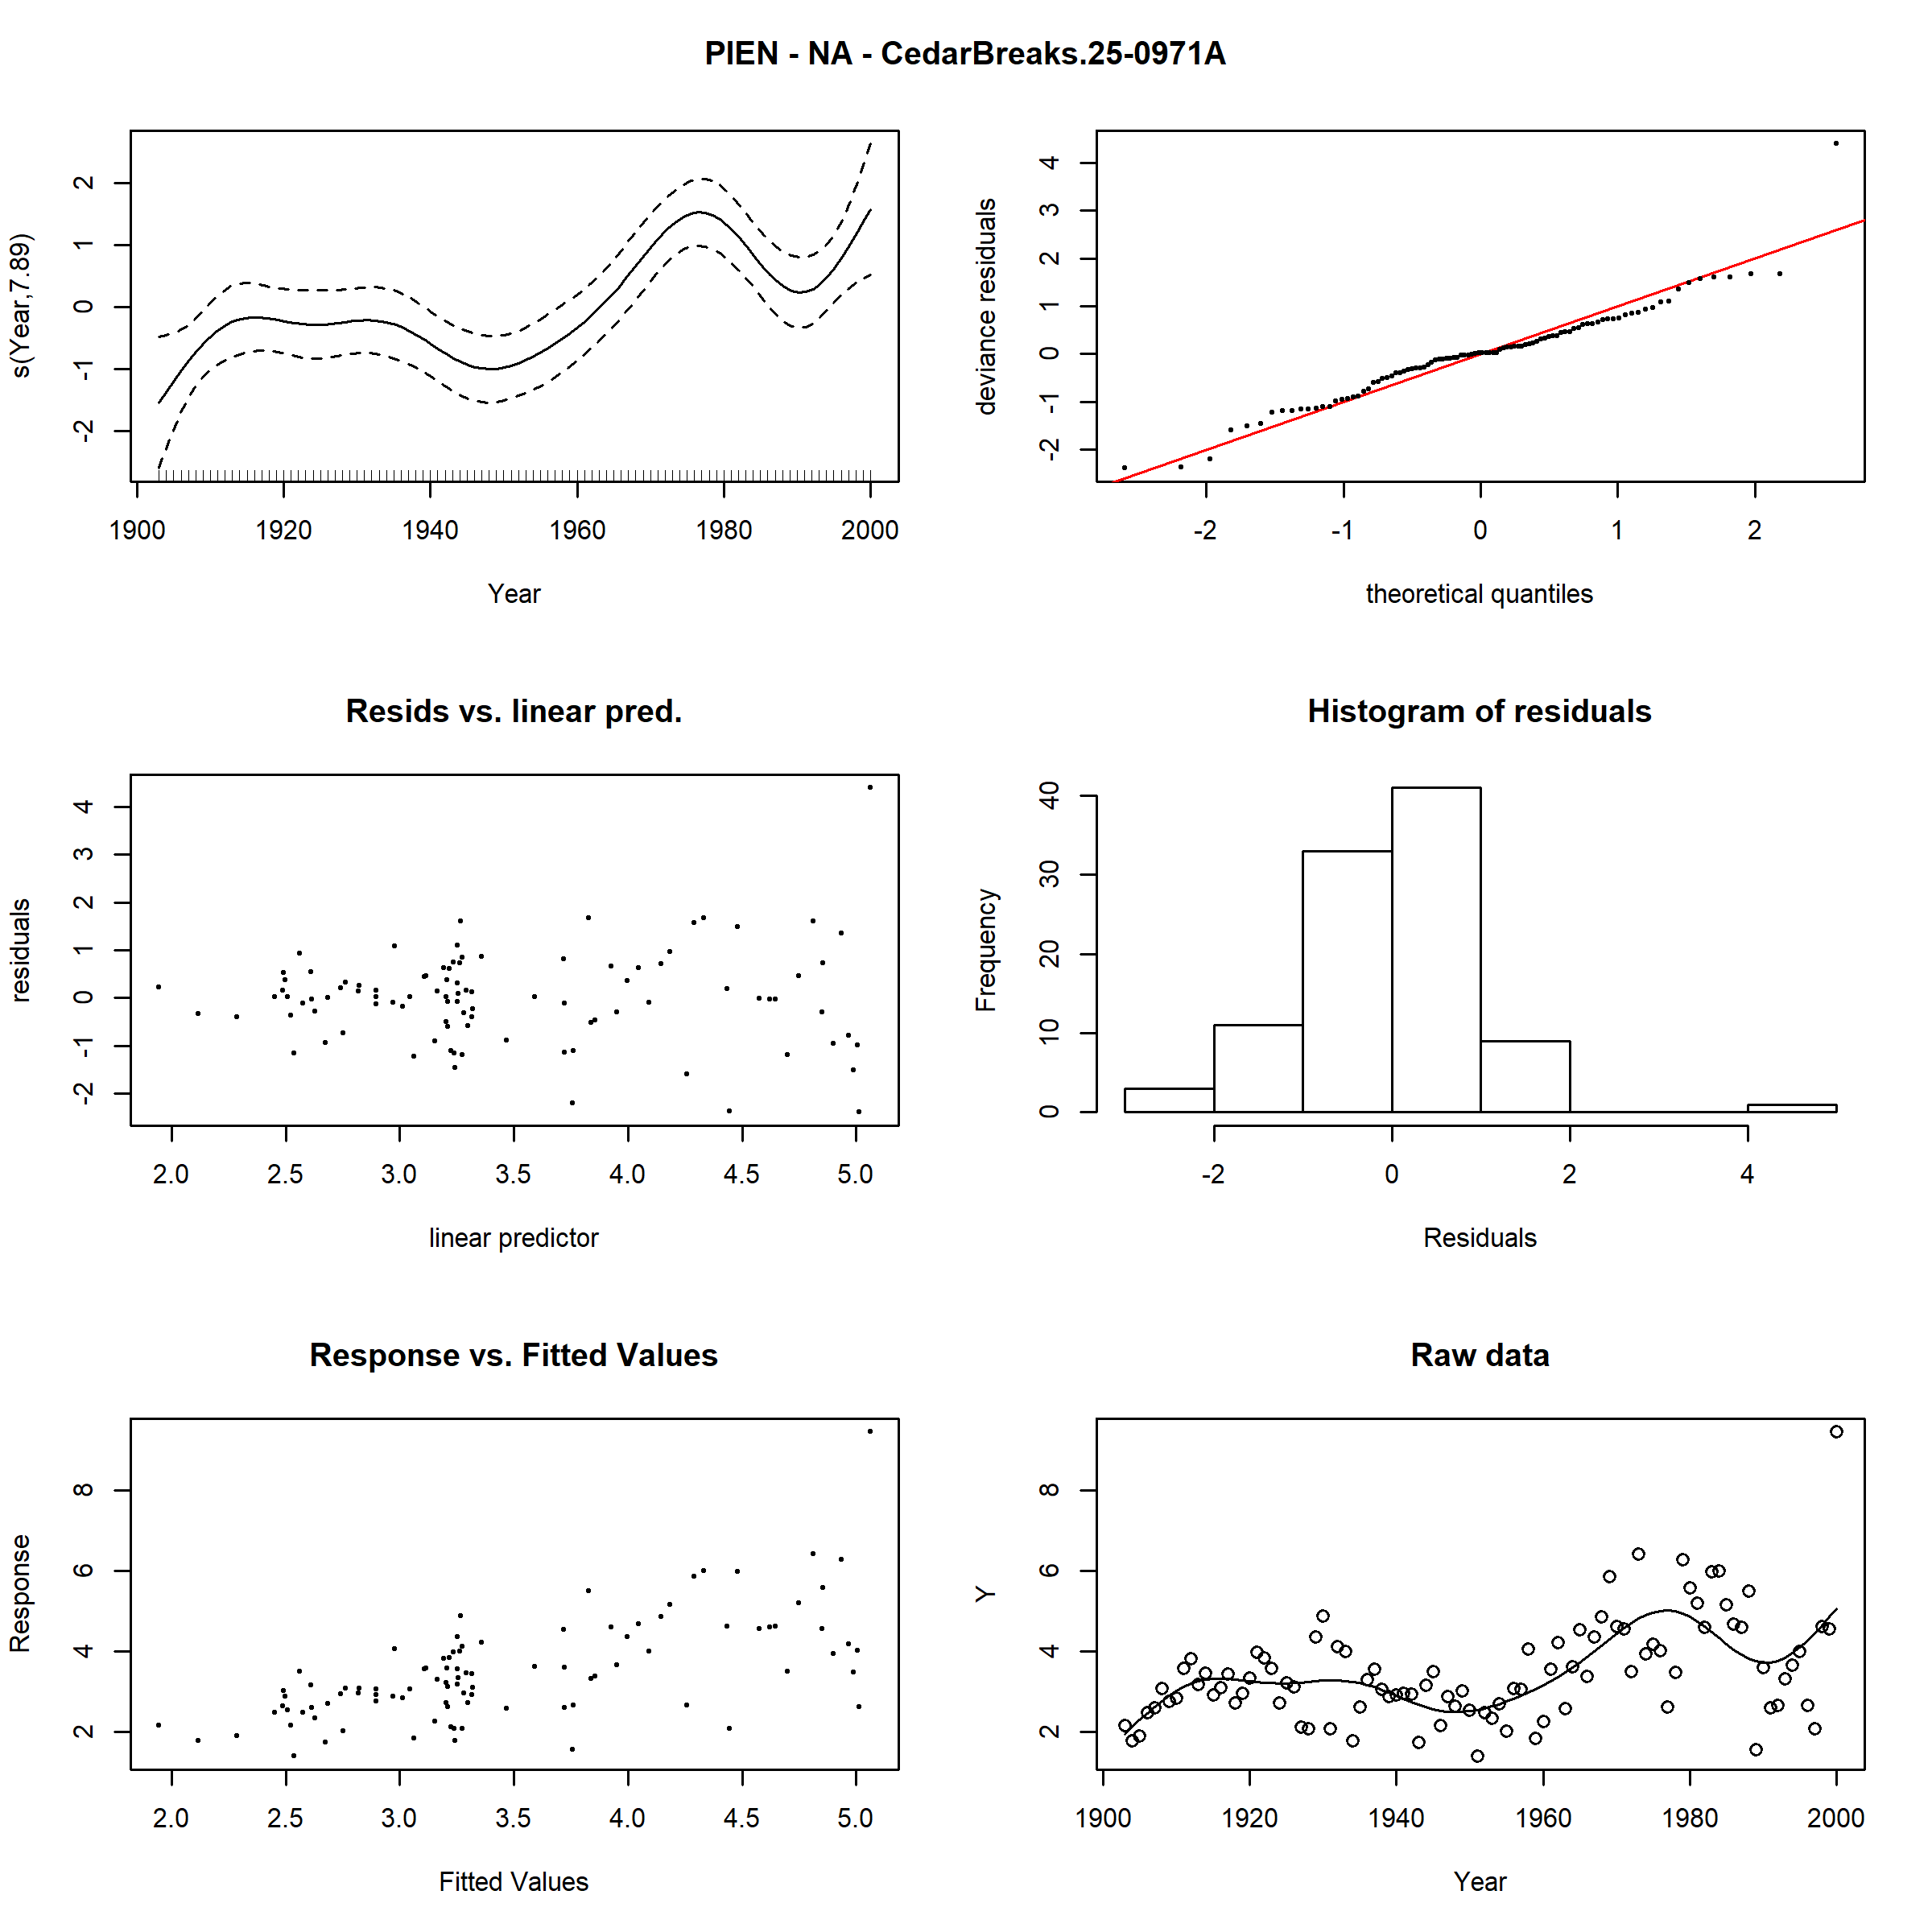 PIEN - NA - CedarBreaks.25-0971A
s(Year,7.89)
2
1
0
-1
-2
1900 1920 1940 1960 1980 2000
Year
deviance residuals
4
3
2
1
0
-1
-2
-2 -1 0 1 2
theoretical quantiles
Resids vs. linear pred.
residuals
4
3
2
1
0
-1
-2
2.0 2.5 3.0 3.5 4.0 4.5 5.0
linear predictor
Histogram of residuals
Frequency
40
30
20
10
0
-2 0 2 4
Residuals
Response vs. Fitted Values
Response
8
6
4
2
2.0 2.5 3.0 3.5 4.0 4.5 5.0
Fitted Values
Raw data
Y
8
6
4
2
1900 1920 1940 1960 1980 2000
Year